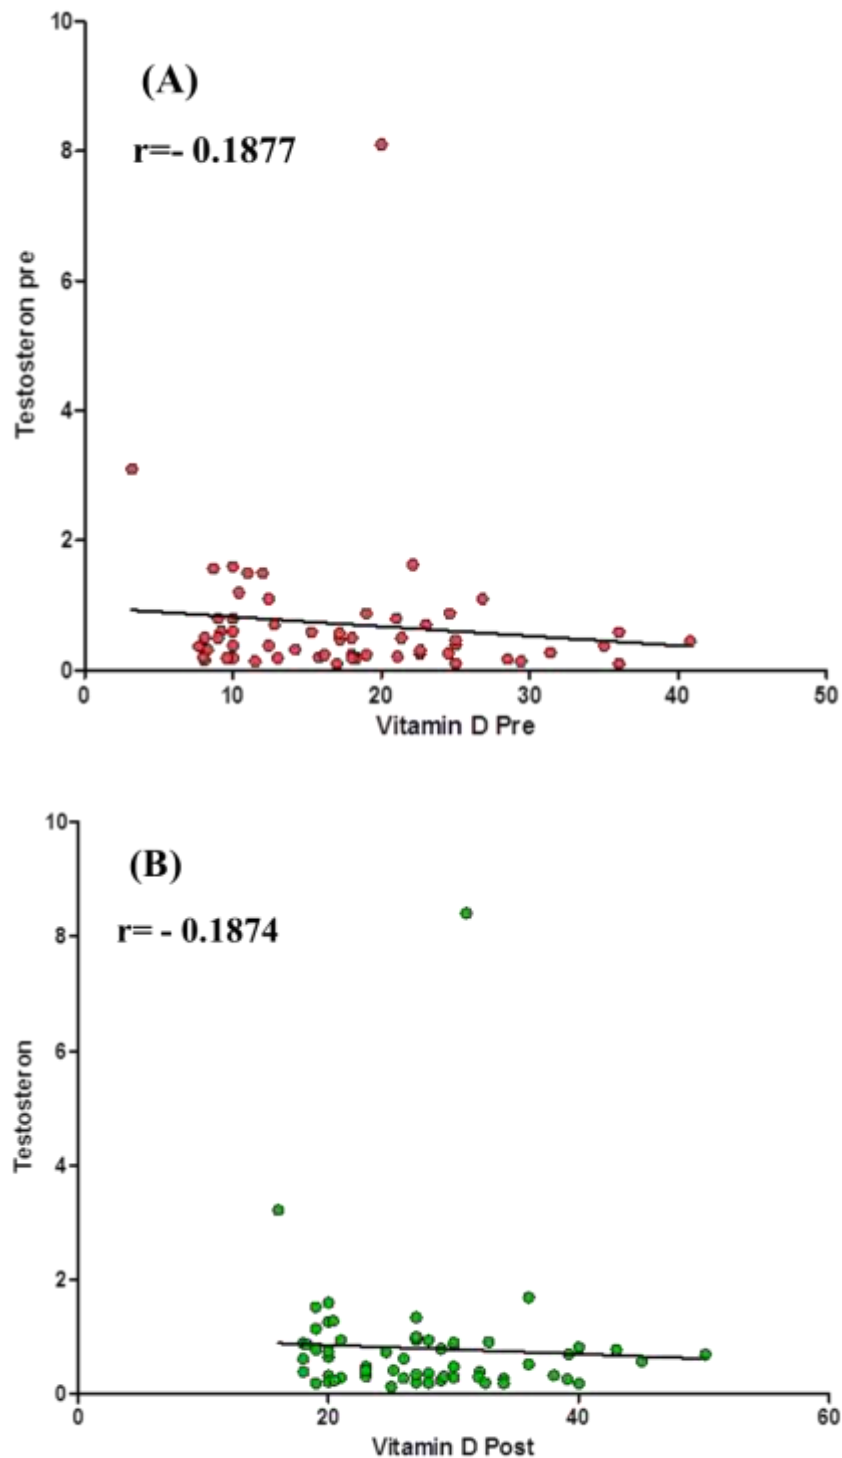 (A)
r=- 0.1877
10
8
6
4
2
0
Testosteron pre
0 10 20 30 40 50
Vitamin D Pre
(B)
r= - 0.1874
10
8
6
4
2
0
Testosteron
0 20 40 60
Vitamin D Post